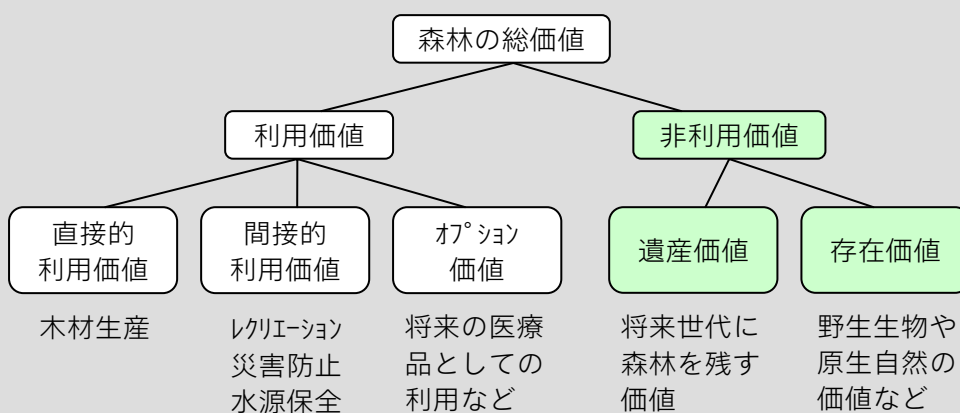 森林の総価値
利用価値
非利用価値
直接的
利用価値
間接的
利用価値
ｵﾌﾟｼｮﾝ
価値
遺産価値
存在価値
木材生産
ﾚｸﾘｴｰｼｮﾝ
災害防止
水源保全
将来の医療
品としての
利用など
将来世代に
森林を残す
価値
野生生物や
原生自然の
価値など